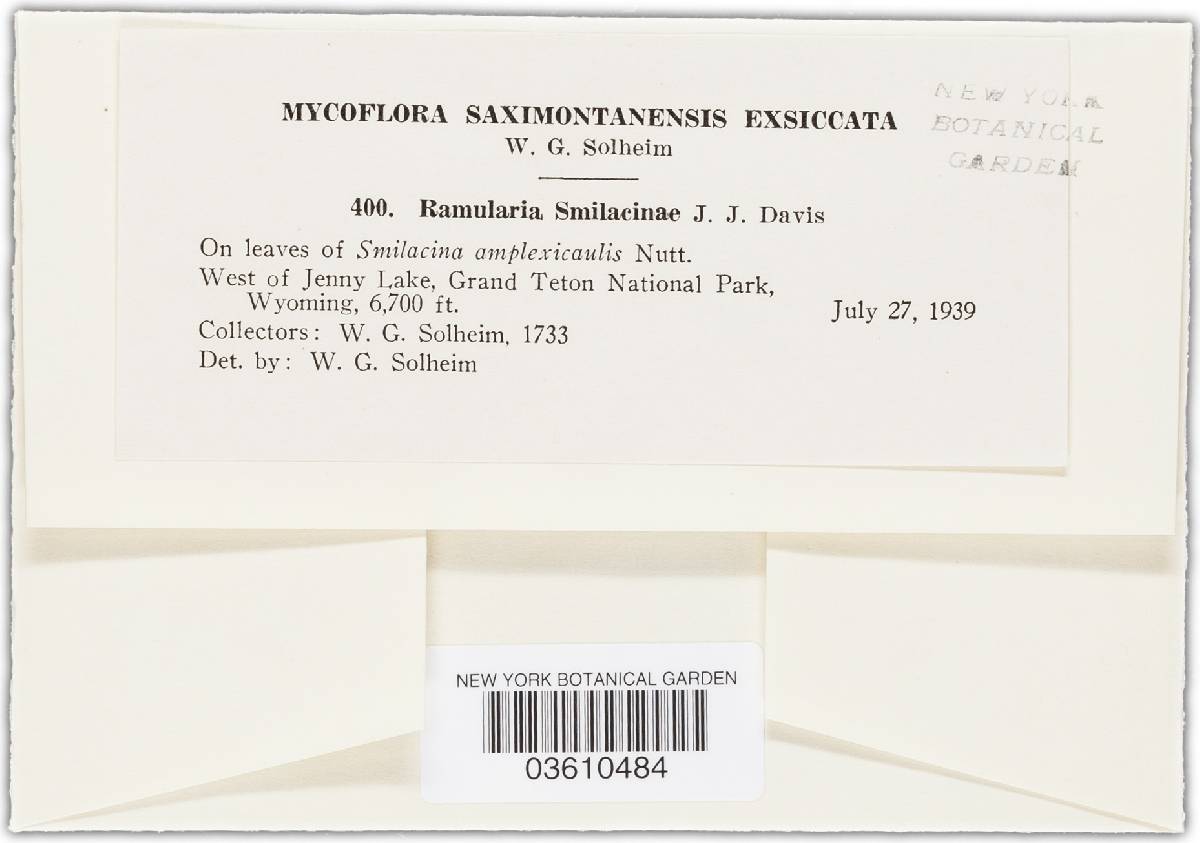 MYCOFLORA SAXIMONTANENSIS EXSICCATA
W. G. Solheim
NEW YORK
BOTANICAL
GARDEN
400. Ramularia Smilacinae J. J. Davis
On leaves of Smilacina amplexicaulis Nutt.
West of Jenny Lake, Grand Teton National Park,
Wyoming, 6,700 ft. July 27, 1939
Collectors: W. G. Solheim, 1733
Det. by: W. G. Solheim
NEW YORK BOTANICAL GARDEN
03610484